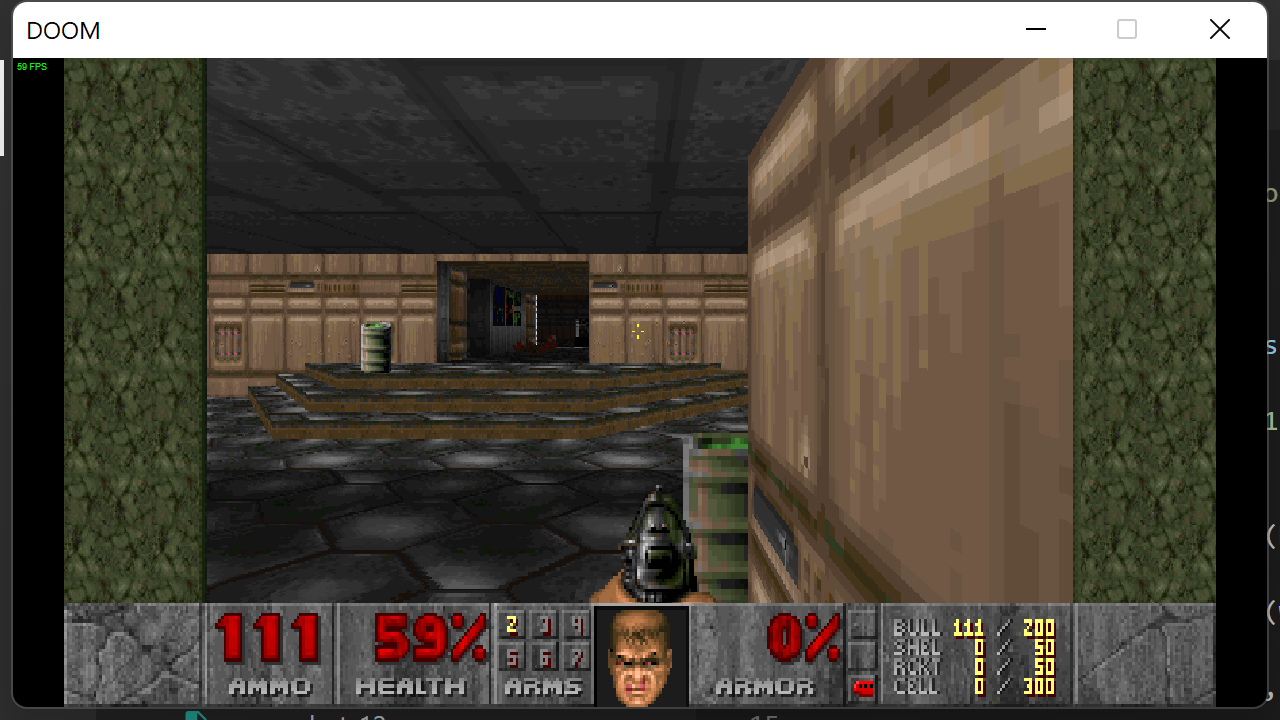 DOOM
59 FPS
111 59% 2 3 4 5 6 7 0%
AMMO HEALTH ARMS ARMOR
BULL 111 / 200
SHEL 0 / 50
RCKT 0 / 50
CELL 0 / 300